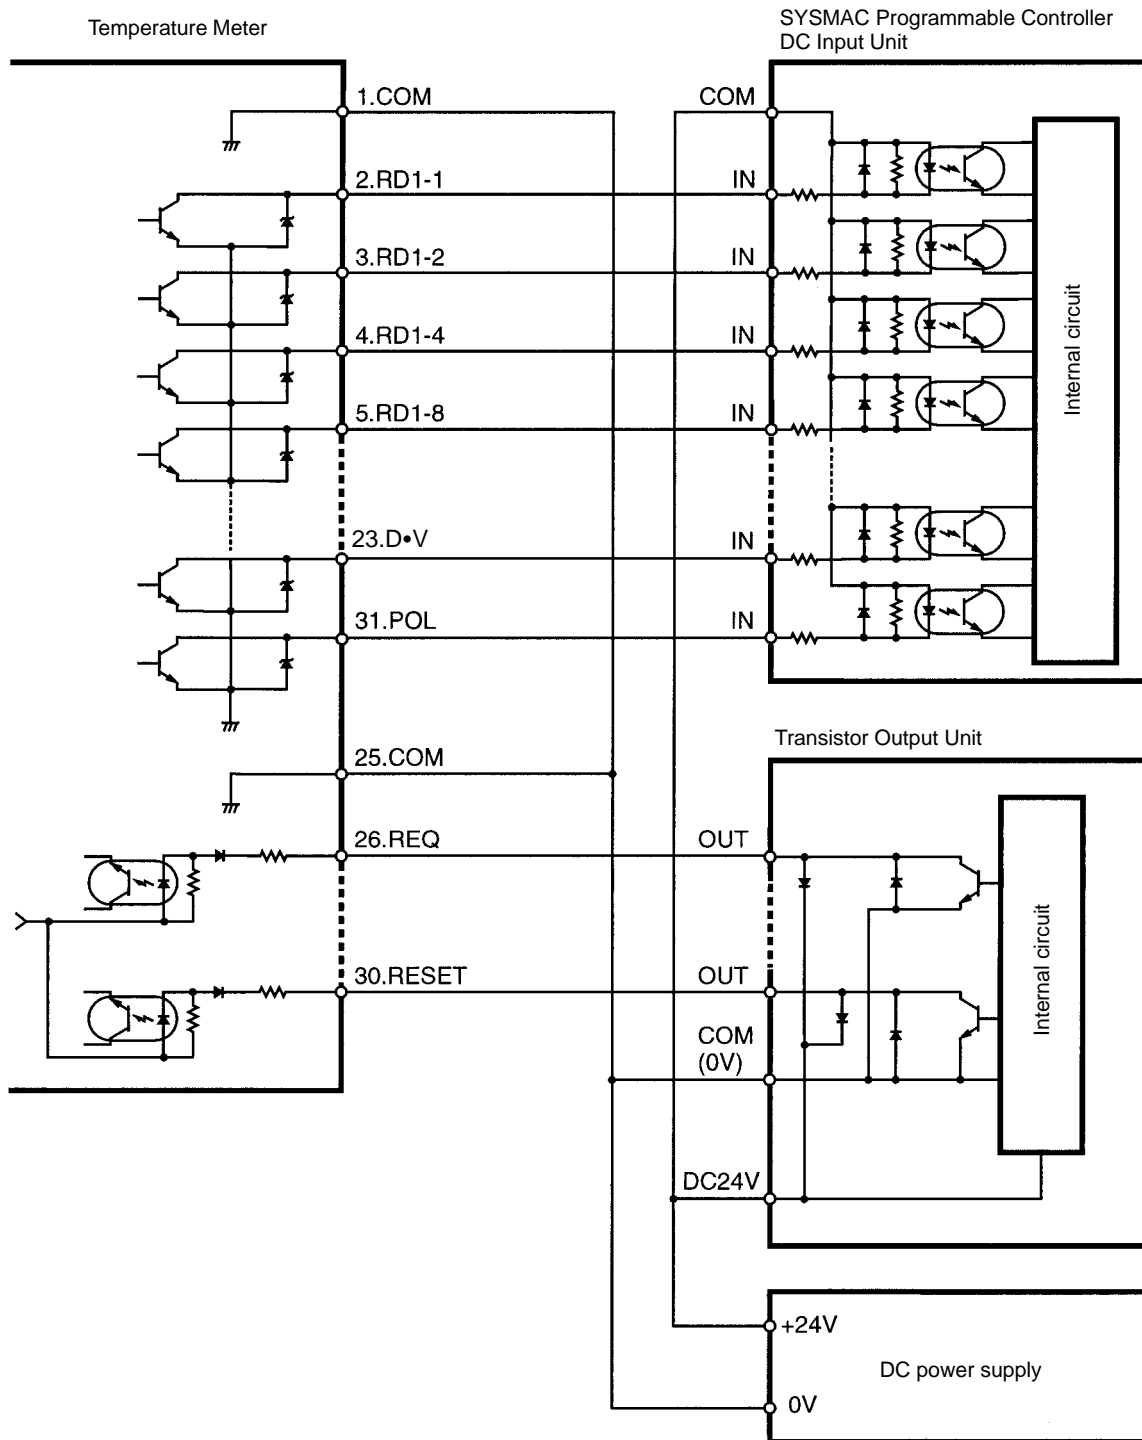 Temperature Meter
SYSMAC Programmable Controller
DC Input Unit
1.COM
COM
2.RD1-1
IN
3.RD1-2
IN
4.RD1-4
IN
5.RD1-8
IN
Internal circuit
23.D•V
IN
31.POL
IN
Transistor Output Unit
25.COM
26.REQ
OUT
30.RESET
OUT
COM
(0V)
Internal circuit
DC24V
+24V
DC power supply
0V